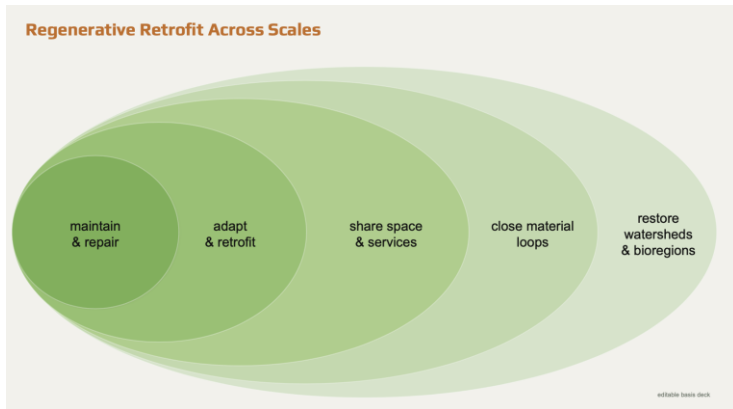 Regenerative Retrofit Across Scales
maintain
& repair
adapt
& retrofit
share space
& services
close material
loops
restore
watersheds
& bioregions
editable basis deck